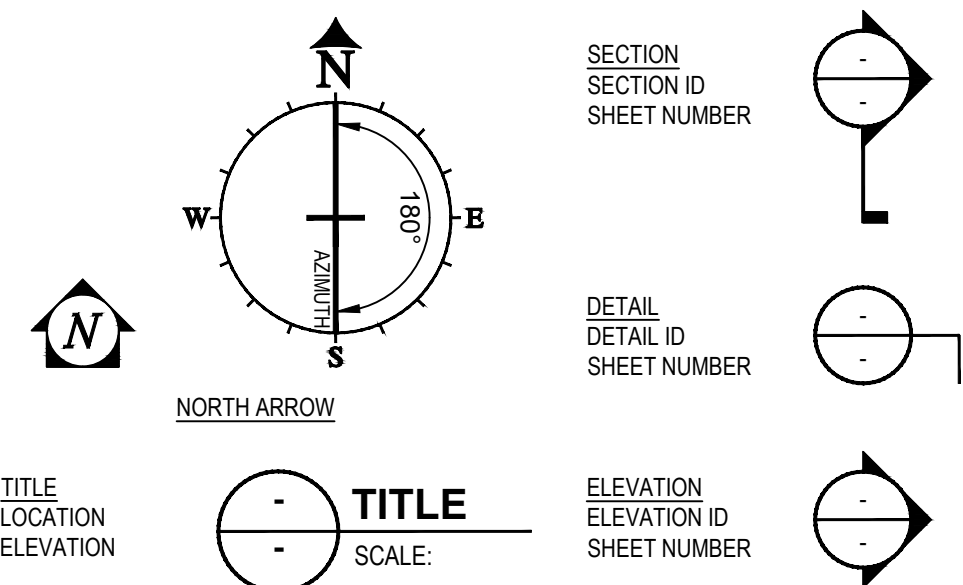 N
W
E
180°
AZIMUTH
S
N
NORTH ARROW
SECTION
SECTION ID
SHEET NUMBER
-
-
DETAIL
DETAIL ID
SHEET NUMBER
-
-
TITLE
LOCATION
ELEVATION
-
-
TITLE
SCALE:
ELEVATION
ELEVATION ID
SHEET NUMBER
-
-